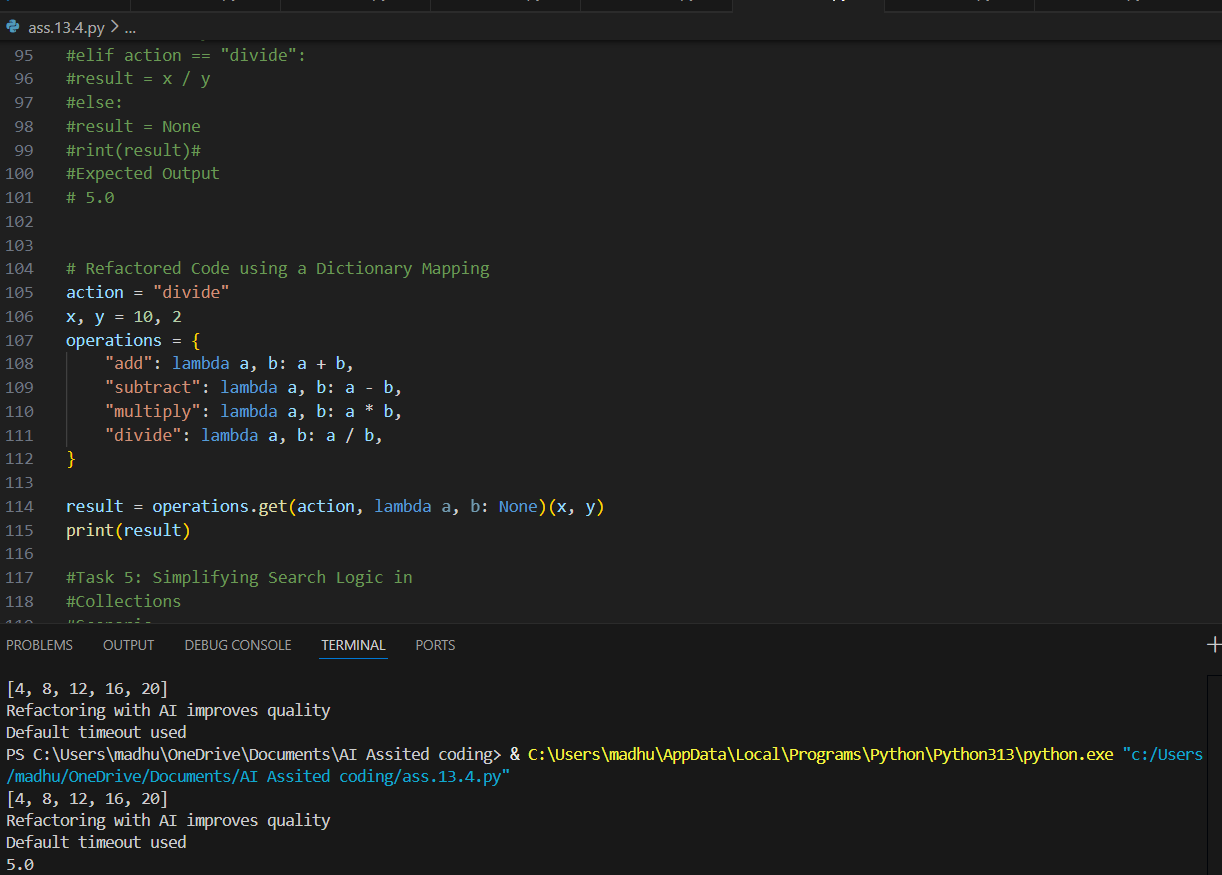 ass.13.4.py > ...
95 #elif action == "divide":
96 #result = x / y
97 #else:
98 #result = None
99 #rint(result)#
100 #Expected Output
101 # 5.0
102
103
104 # Refactored Code using a Dictionary Mapping
105 action = "divide"
106 x, y = 10, 2
107 operations = {
108     "add": lambda a, b: a + b,
109     "subtract": lambda a, b: a - b,
110     "multiply": lambda a, b: a * b,
111     "divide": lambda a, b: a / b,
112 }
113
114 result = operations.get(action, lambda a, b: None)(x, y)
115 print(result)
116
117 #Task 5: Simplifying Search Logic in
118 #Collections
PROBLEMS OUTPUT DEBUG CONSOLE TERMINAL PORTS +
[4, 8, 12, 16, 20]
Refactoring with AI improves quality
Default timeout used
PS C:\Users\madhu\OneDrive\Documents\AI Assited coding> & C:\Users\madhu\AppData\Local\Programs\Python\Python313\python.exe "c:/Users
/madhu/OneDrive/Documents/AI Assited coding/ass.13.4.py"
[4, 8, 12, 16, 20]
Refactoring with AI improves quality
Default timeout used
5.0